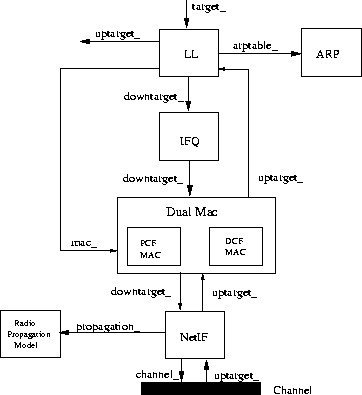 target_
uptarget_
LL
arptable_
ARP
downtarget_
IFQ
downtarget_
uptarget_
Dual Mac
mac_
PCF
MAC
DCF
MAC
downtarget_
uptarget_
Radio
Propagation
Model
propagation_
NetIF
channel_
uptarget_
Channel